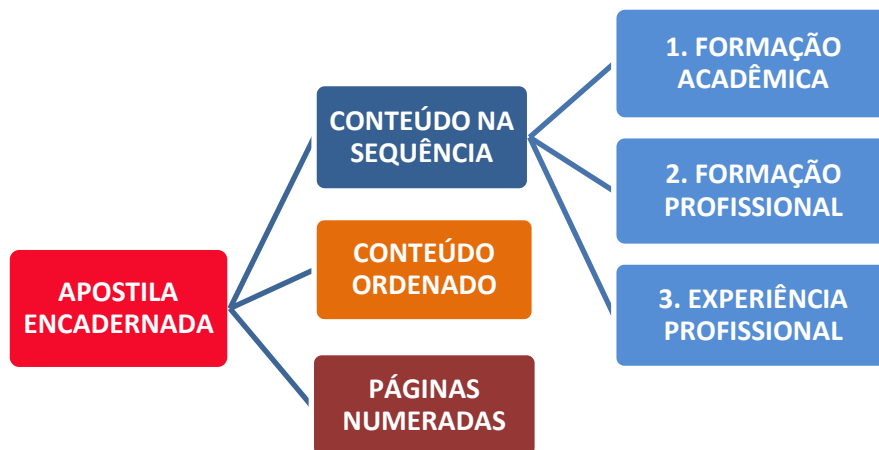 APOSTILA
ENCADERNADA
CONTEÚDO NA
SEQUÊNCIA
CONTEÚDO
ORDENADO
PÁGINAS
NUMERADAS
1. FORMAÇÃO
ACADÊMICA
2. FORMAÇÃO
PROFISSIONAL
3. EXPERIÊNCIA
PROFISSIONAL